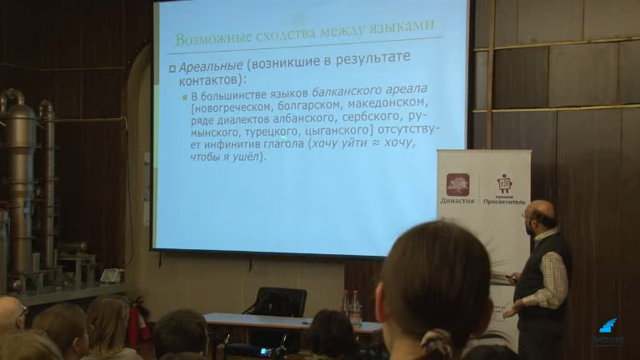 Возможные сходства между языками
Ареальные (возникшие в результате
контактов):
В большинстве языков балканского ареала
[новогреческом, болгарском, македонском,
ряде диалектов албанского, сербского, ру-
мынского, турецкого, цыганского] отсутству-
ет инфинитив глагола (хочу уйти ≈ хочу,
чтобы я ушёл).
Династия
Просветитель